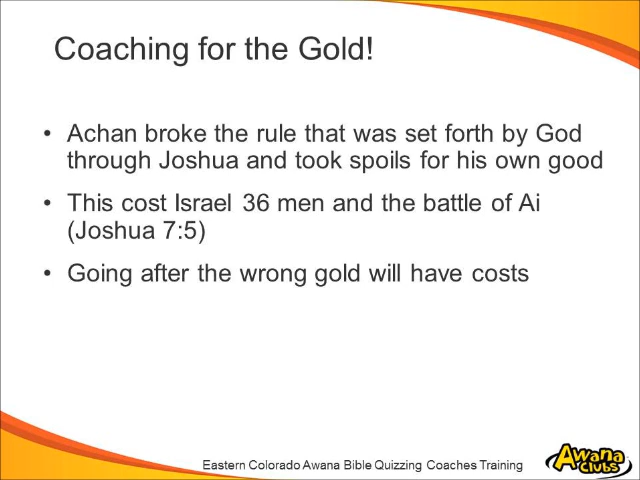 Coaching for the Gold!
• Achan broke the rule that was set forth by God
through Joshua and took spoils for his own good
• This cost Israel 36 men and the battle of Ai
(Joshua 7:5)
• Going after the wrong gold will have costs
Eastern Colorado Awana Bible Quizzing Coaches Training
Awana
Clubs